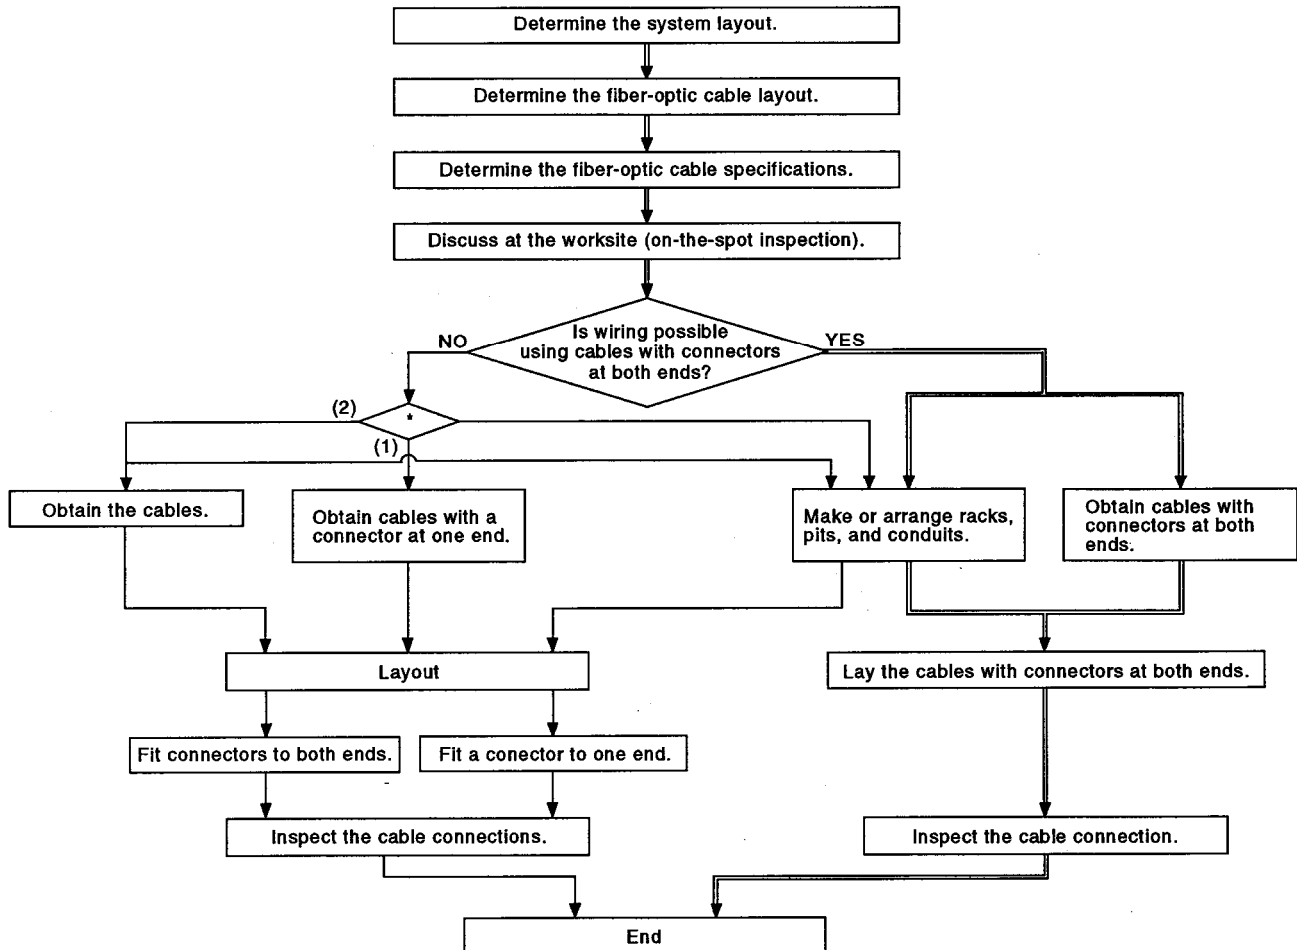 Determine the system layout.
Determine the fiber-optic cable layout.
Determine the fiber-optic cable specifications.
Discuss at the worksite (on-the-spot inspection).
Is wiring possible
using cables with connectors
at both ends?
NO
YES
(2)
*
(1)
Obtain the cables.
Obtain cables with a
connector at one end.
Make or arrange racks,
pits, and conduits.
Obtain cables with
connectors at both
ends.
Layout
Lay the cables with connectors at both ends.
Fit connectors to both ends.
Fit a conector to one end.
Inspect the cable connections.
Inspect the cable connection.
End